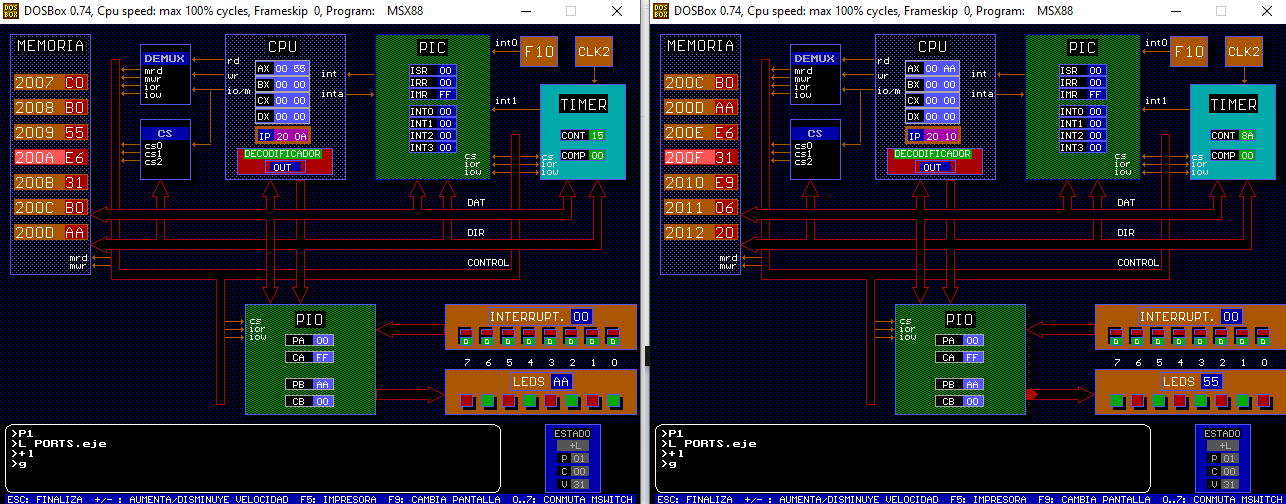 DOSBox 0.74, Cpu speed: max 100% cycles, Frameskip 0, Program: MSX88
MEMORIA
2007 C0
2008 B0
2009 55
200A E6
200B 31
200C B0
200D AA
mrd
mwr
DEMUX
mrd
mwr
ior
iow
CS
cs0
cs1
cs2
rd
wr
io/m
CPU
AX 00 55
BX 00 00
CX 00 00
DX 00 00
IP 20 0A
DECODIFICADOR
OUT
int
inta
PIC
ISR 00
IRR 00
IMR FF
INT0 00
INT1 00
INT2 00
INT3 00
cs
ior
iow
int0
F10
CLK2
int1
TIMER
CONT 15
COMP 00
cs
ior
iow
DAT
DIR
CONTROL
cs
ior
iow
PIO
PA 00
CA FF
PB AA
CB 00
INTERRUPT. 00
D D D D D D D D
7 6 5 4 3 2 1 0
LEDS AA
>P1
>L PORTS.eje
>+l
>g
ESTADO
+L
P 01
C 00
V 31
ESC: FINALIZA +/- : AUMENTA/DISMINUYE VELOCIDAD F5: IMPRESORA F9: CAMBIA PANTALLA 0..7: CONMUTA MSWITCH
DOSBox 0.74, Cpu speed: max 100% cycles, Frameskip 0, Program: MSX88
MEMORIA
200C B0
200D AA
200E E6
200F 31
2010 E9
2011 06
2012 20
mrd
mwr
DEMUX
mrd
mwr
ior
iow
CS
cs0
cs1
cs2
rd
wr
io/m
CPU
AX 00 AA
BX 00 00
CX 00 00
DX 00 00
IP 20 10
DECODIFICADOR
OUT
int
inta
PIC
ISR 00
IRR 00
IMR FF
INT0 00
INT1 00
INT2 00
INT3 00
cs
ior
iow
int0
F10
CLK2
int1
TIMER
CONT 8A
COMP 00
cs
ior
iow
DAT
DIR
CONTROL
cs
ior
iow
PIO
PA 00
CA FF
PB AA
CB 00
INTERRUPT. 00
D D D D D D D D
7 6 5 4 3 2 1 0
LEDS 55
>P1
>L PORTS.eje
>+l
>g
ESTADO
+L
P 01
C 00
V 31
ESC: FINALIZA +/- : AUMENTA/DISMINUYE VELOCIDAD F5: IMPRESORA F9: CAMBIA PANTALLA 0..7: CONMUTA MSWITCH